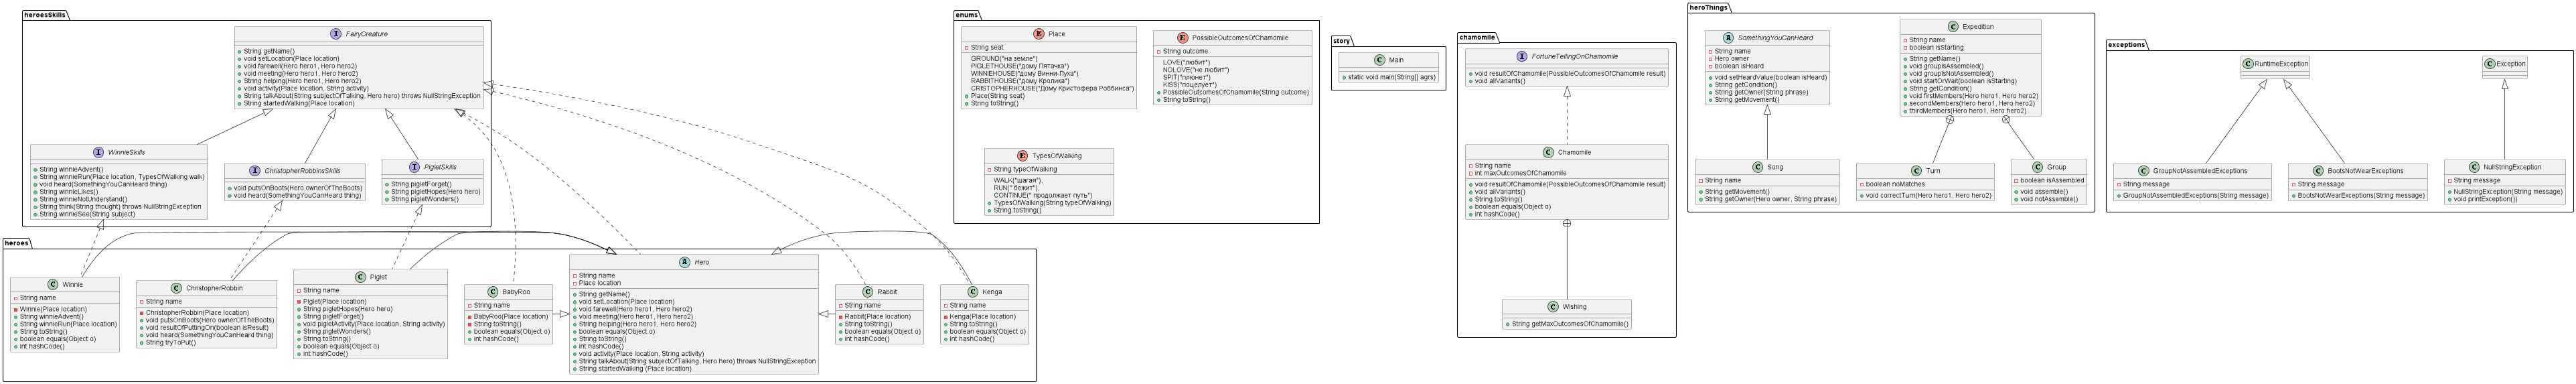 heroesSkills
FairyCreature
String getName()
void setLocation(Place location)
void farewell(Hero hero1, Hero hero2)
void meeting(Hero hero1, Hero hero2)
String helping(Hero hero1, Hero hero2)
void activity(Place location, String activity)
String talkAbout(String subjectOfTalking, Hero hero) throws NullStringException
String startedWalking(Place location)
WinnieSkills
String winnieAdvent()
String winnieRun(Place location, TypesOfWalking walk)
void heard(SomethingYouCanHeard thing)
String winnieLikes()
String winnieNotUnderstand()
String think(String thought) throws NullStringException
String winnieSee(String subject)
ChristopherRobbinsSkills
void putsOnBoots(Hero ownerOfTheBoots)
void heard(SomethingYouCanHeard thing)
PigletSkills
String pigletForget()
String pigletHopes(Hero hero)
String pigletWonders()
heroes
Winnie
String name
Winnie(Place location)
String winnieAdvent()
String winnieRun(Place location)
String toString()
boolean equals(Object o)
int hashCode()
ChristopherRobbin
String name
ChristopherRobbin(Place location)
void putsOnBoots(Hero ownerOfTheBoots)
void resultOfPuttingOn(boolean isResult)
void heard(SomethingYouCanHeard thing)
String tryToPut()
Piglet
String name
Piglet(Place location)
String pigletHopes(Hero hero)
String pigletForget()
void pigletActivity(Place location, String activity)
String pigletWonders()
String toString()
boolean equals(Object o)
int hashCode()
BabyRoo
String name
BabyRoo(Place location)
String toString()
boolean equals(Object o)
int hashCode()
Hero
String name
Place location
String getName()
void setLocation(Place location)
void farewell(Hero hero1, Hero hero2)
void meeting(Hero hero1, Hero hero2)
String helping(Hero hero1, Hero hero2)
boolean equals(Object o)
String toString()
int hashCode()
void activity(Place location, String activity)
String talkAbout(String subjectOfTalking, Hero hero) throws NullStringException
String startedWalking (Place location)
Rabbit
String name
Rabbit(Place location)
String toString()
boolean equals(Object o)
int hashCode()
Kenga
String name
Kenga(Place location)
String toString()
boolean equals(Object o)
int hashCode()
enums
Place
String seat
GROUND("на земле")
PIGLETHOUSE("дому Пятачка")
WINNIEHOUSE("дому Винни-Пуха")
RABBITHOUSE("дому Кролика")
CRISTOPHERHOUSE("Дому Кристофера Роббинса")
Place(String seat)
String toString()
PossibleOutcomesOfChamomile
String outcome
LOVE("любит")
NOLOVE("не любит")
SPIT("плюнет")
KISS("поцелует")
PossibleOutcomesOfChamomile(String outcome)
String toString()
TypesOfWalking
String typeOfWalking
WALK("шагая"),
RUN(" бежит"),
CONTINUE(" продолжает путь")
TypesOfWalking(String typeOfWalking)
String toString()
story
Main
static void main(String[] agrs)
chamomile
FortuneTellingOnChamomile
void resultOfChamomile(PossibleOutcomesOfChamomile result)
void allVariants()
Chamomile
String name
int maxOutcomesOfChamomile
void resultOfChamomile(PossibleOutcomesOfChamomile result)
void allVariants()
String toString()
boolean equals(Object o)
int hashCode()
Wishing
String getMaxOutcomesOfChamomile()
heroThings
SomethingYouCanHeard
String name
Hero owner
boolean isHeard
void setHeardValue(boolean isHeard)
String getCondition()
String getOwner(String phrase)
String getMovement()
Expedition
String name
boolean isStarting
String getName()
void groupIsAssembled()
void groupIsNotAssembled()
void startOrWait(boolean isStarting)
String getCondition()
void firstMembers(Hero hero1, Hero hero2)
secondMembers(Hero hero1, Hero hero2)
thirdMembers(Hero hero1, Hero hero2)
Song
String name
String getMovement()
String getOwner(Hero owner, String phrase)
Turn
boolean noMatches
void correctTurn(Hero hero1, Hero hero2)
Group
boolean isAssembled
void assemble()
void notAssemble()
exceptions
RuntimeException
Exception
GroupNotAssembledExceptions
String message
GroupNotAssembledExceptions(String message)
BootsNotWearExceptions
String message
BootsNotWearExceptions(String message)
NullStringException
String message
NullStringException(String message)
void printException()}